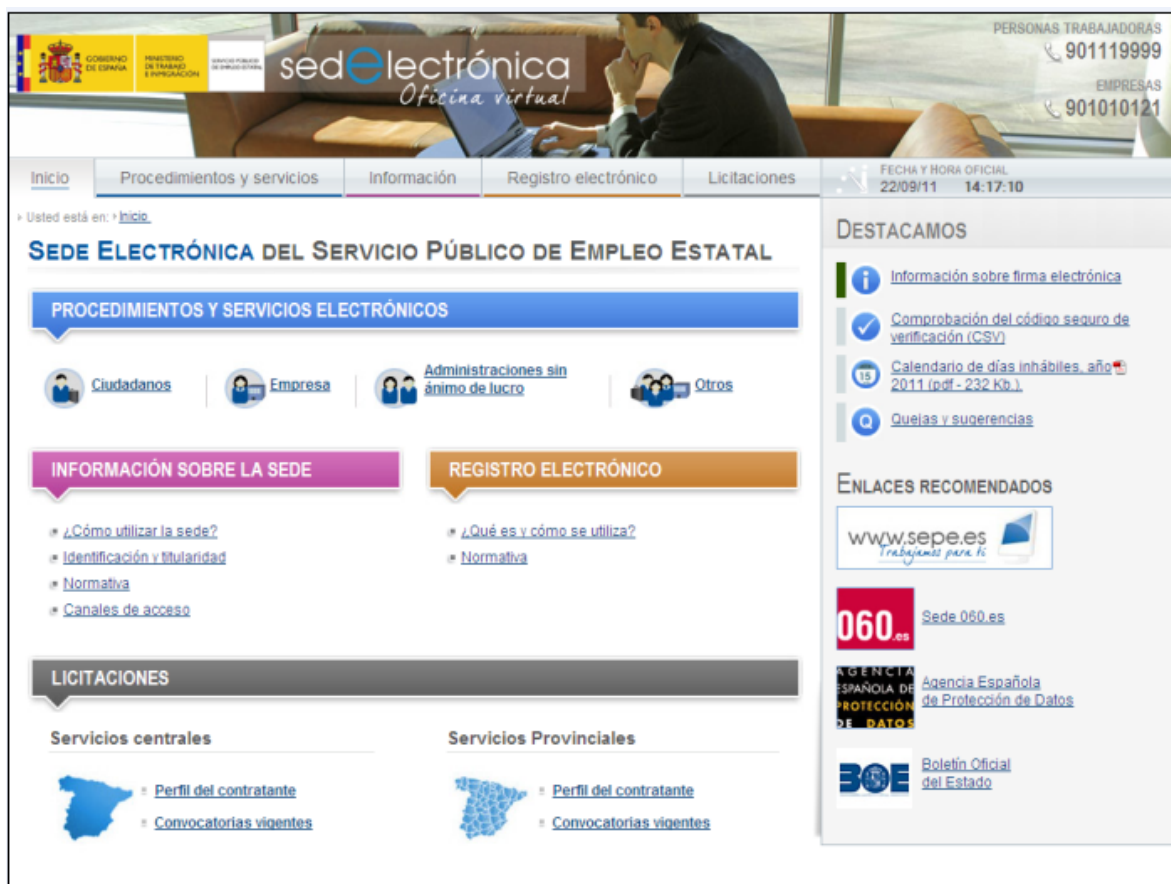 GOBIERNO
DE ESPAÑA
MINISTERIO
DE TRABAJO
E INMIGRACIÓN
SERVICIO PÚBLICO
DE EMPLEO ESTATAL
sedelectrónica
Oficina virtual
PERSONAS TRABAJADORAS
901119999
EMPRESAS
901010121
Inicio
Procedimientos y servicios
Información
Registro electrónico
Licitaciones
FECHA Y HORA OFICIAL
22/09/11 14:17:10
Usted está en: Inicio
SEDE ELECTRÓNICA DEL SERVICIO PÚBLICO DE EMPLEO ESTATAL
PROCEDIMIENTOS Y SERVICIOS ELECTRÓNICOS
Ciudadanos
Empresa
Administraciones sin
ánimo de lucro
Otros
INFORMACIÓN SOBRE LA SEDE
¿Cómo utilizar la sede?
Identificación y titularidad
Normativa
Canales de acceso
REGISTRO ELECTRÓNICO
¿Qué es y cómo se utiliza?
Normativa
LICITACIONES
Servicios centrales
Perfil del contratante
Convocatorias vigentes
Servicios Provinciales
Perfil del contratante
Convocatorias vigentes
DESTACAMOS
Información sobre firma electrónica
Comprobación del código seguro de
verificación (CSV)
15
Calendario de días inhábiles, año
2011 (pdf - 232 Kb.).
Quejas y sugerencias
ENLACES RECOMENDADOS
www.sepe.es
Trabajamos para ti
060.es
Sede 060.es
AGENCIA
ESPAÑOLA DE
PROTECCIÓN
DE DATOS
Agencia Española
de Protección de Datos
BOE
Boletín Oficial
del Estado